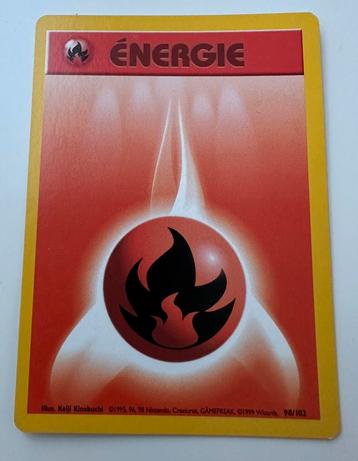 ÉNERGIE
Illus. Keiji Kinebuchi ©1995, 96, 98 Nintendo, Creatures, GAMEFREAK. ©1999 Wizards. 98/102